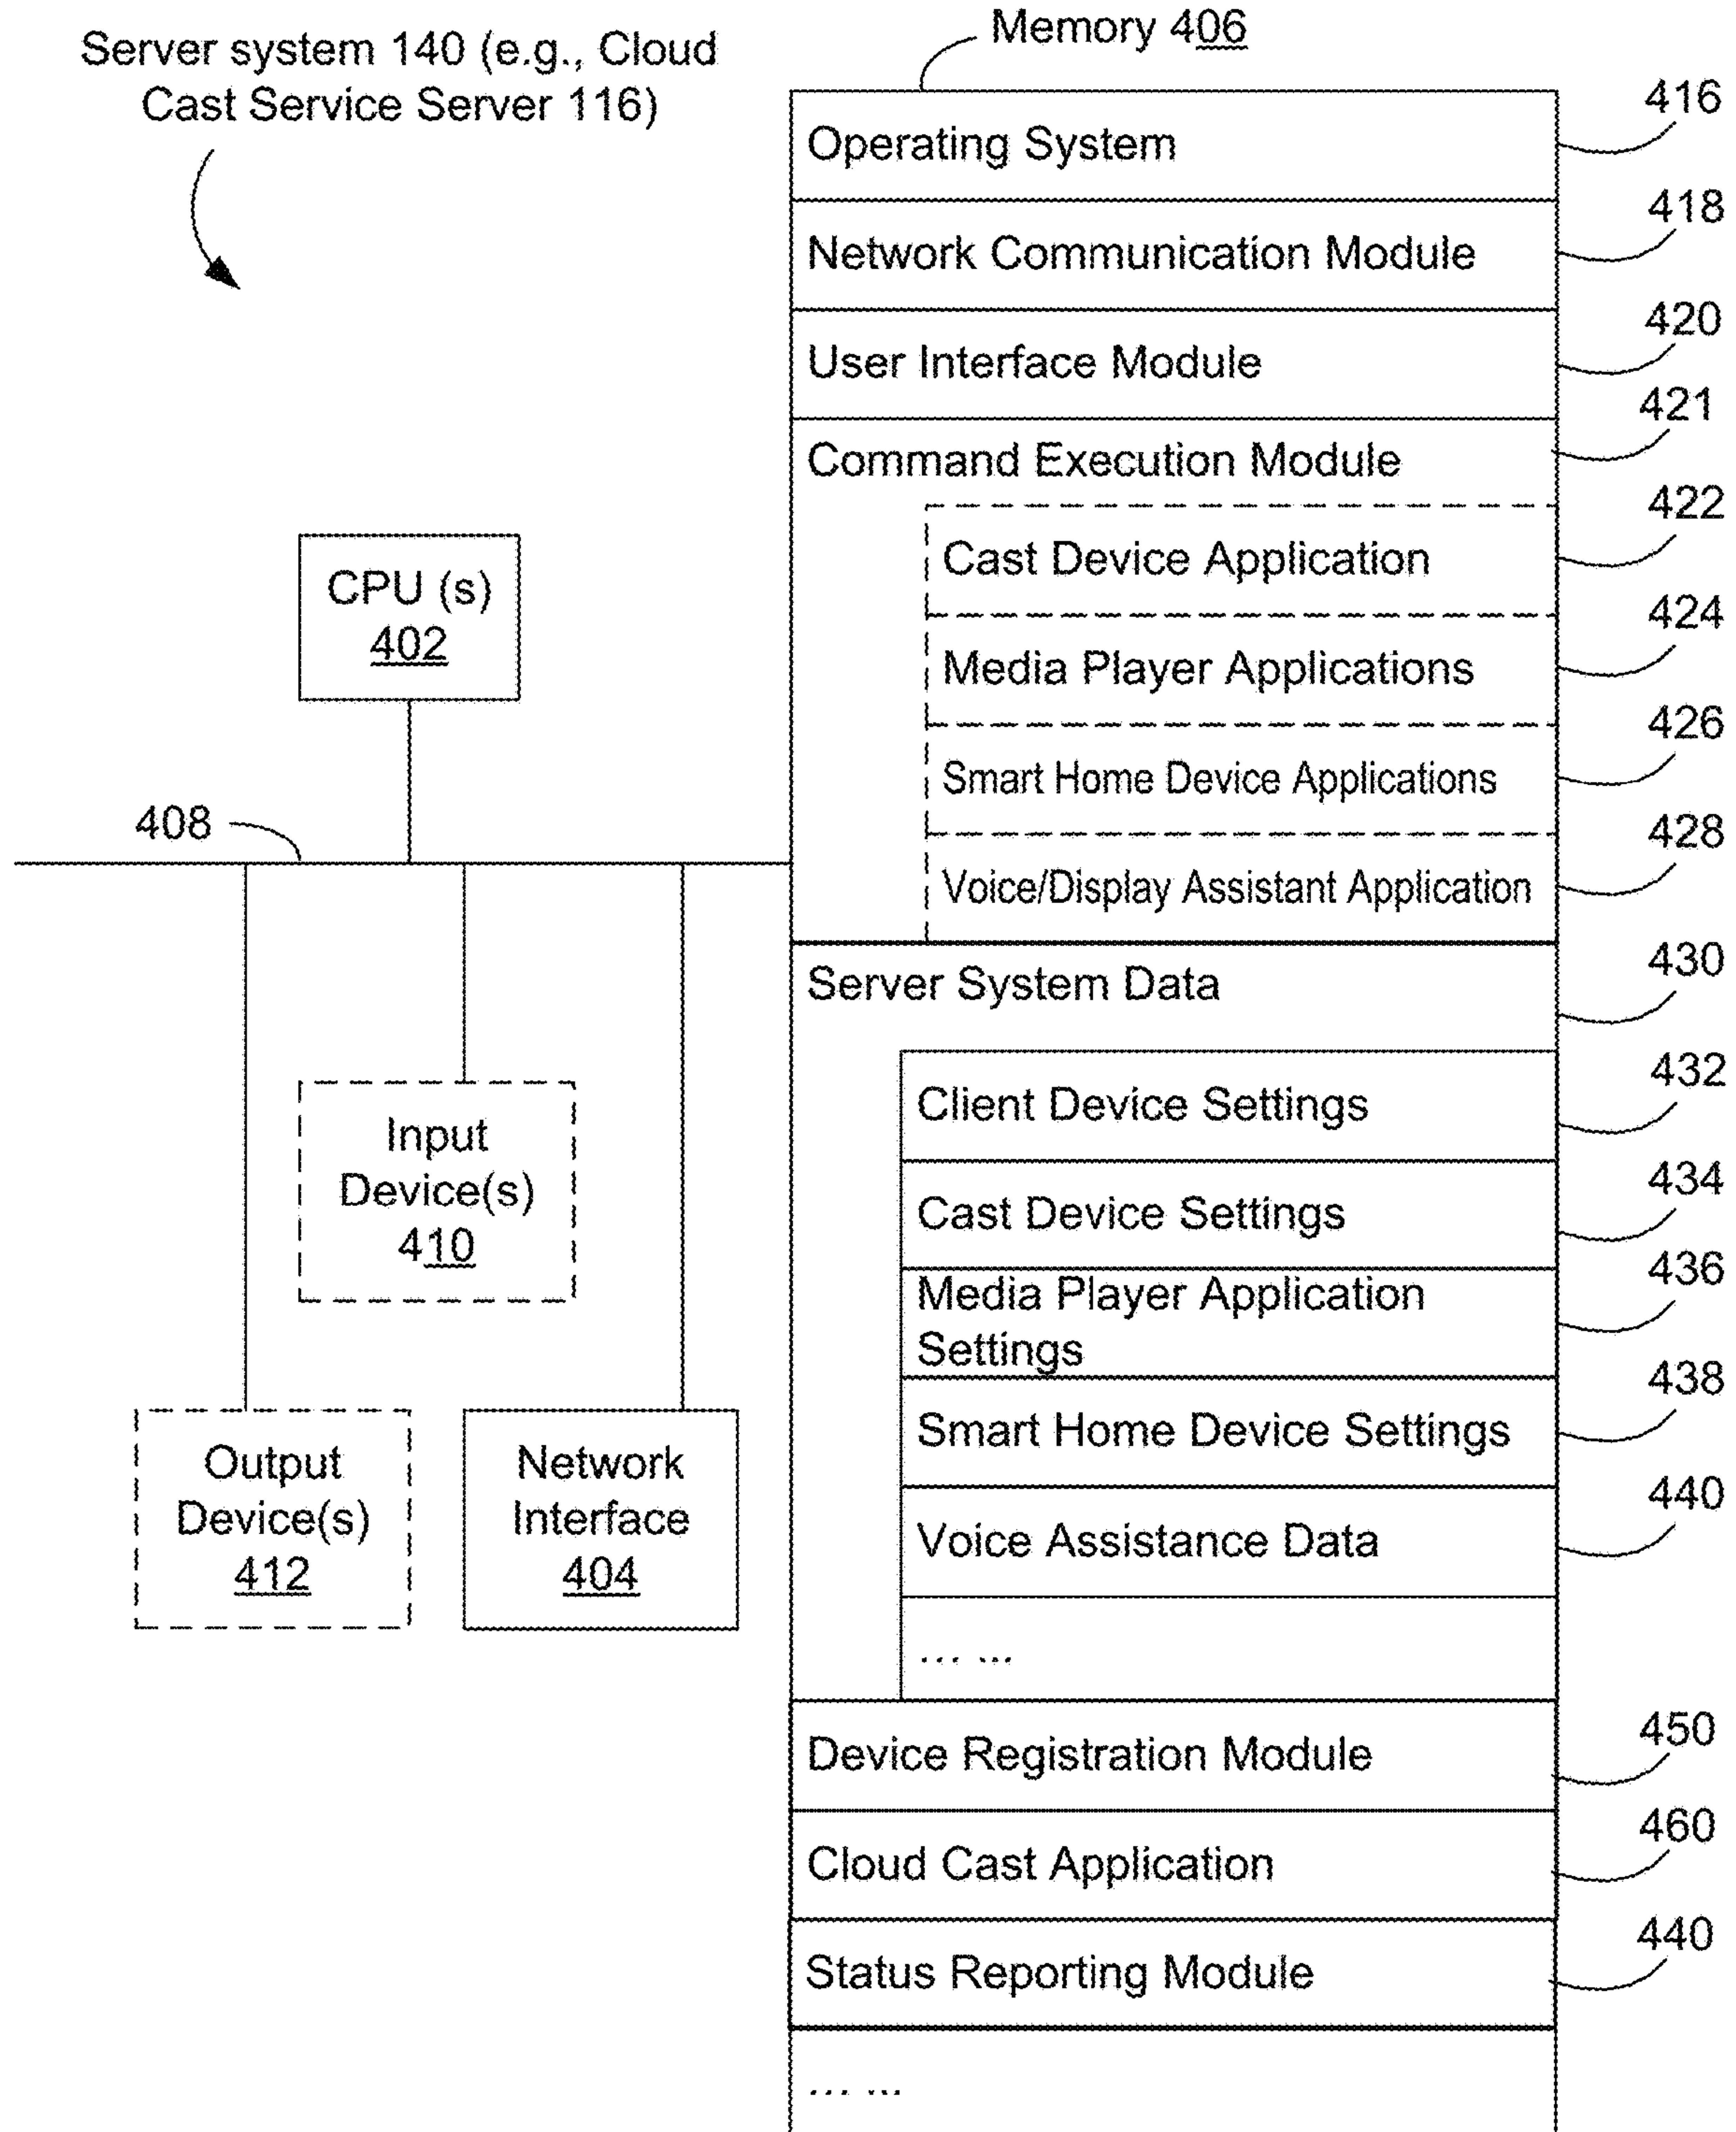 Server system 140 (e.g., Cloud
Cast Service Server 116)
Memory 406
Operating System
416
Network Communication Module
418
User Interface Module
420
Command Execution Module
421
Cast Device Application
422
Media Player Applications
424
Smart Home Device Applications
426
Voice/Display Assistant Application
428
CPU (s)
402
408
Input
Device(s)
410
Output
Device(s)
412
Network
Interface
404
Server System Data
430
Client Device Settings
432
Cast Device Settings
434
Media Player Application
Settings
436
Smart Home Device Settings
438
Voice Assistance Data
440
... ...
Device Registration Module
450
Cloud Cast Application
460
Status Reporting Module
440
... ...